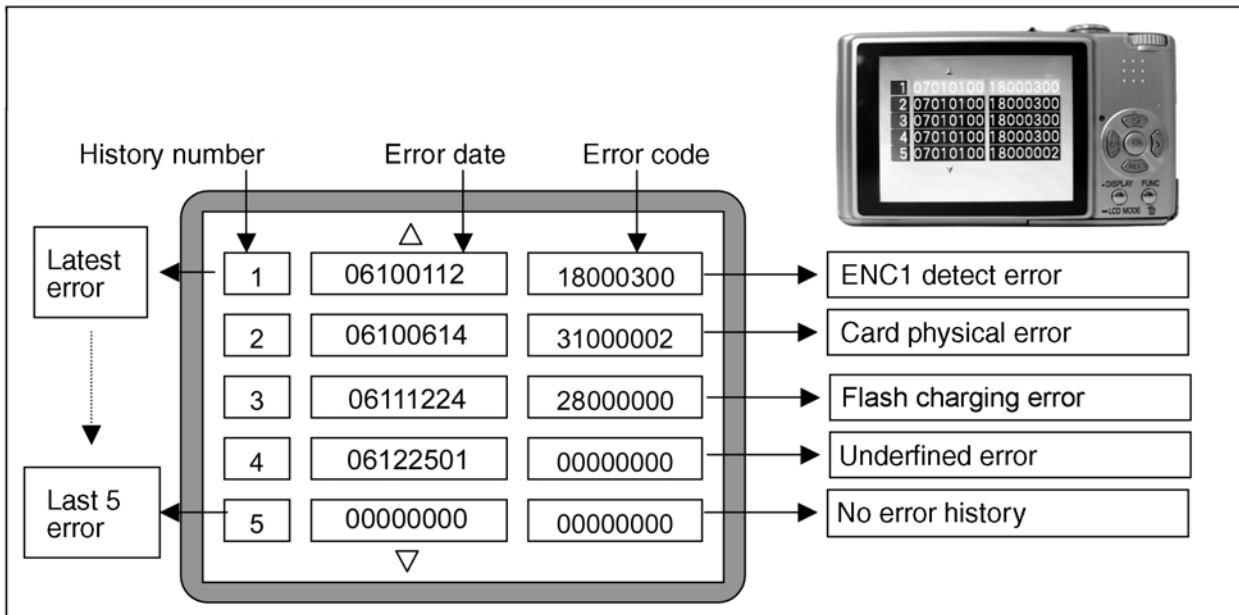 1 07010100 18000300
2 07010100 18000300
3 07010100 18000300
4 07010100 18000300
5 07010100 18000002
DISPLAY FUNC
LCD MODE
History number Error date Error code
Latest error
1 06100112 18000300 ENC1 detect error
2 06100614 31000002 Card physical error
3 06111224 28000000 Flash charging error
4 06122501 00000000 Underfined error
Last 5 error
5 00000000 00000000 No error history